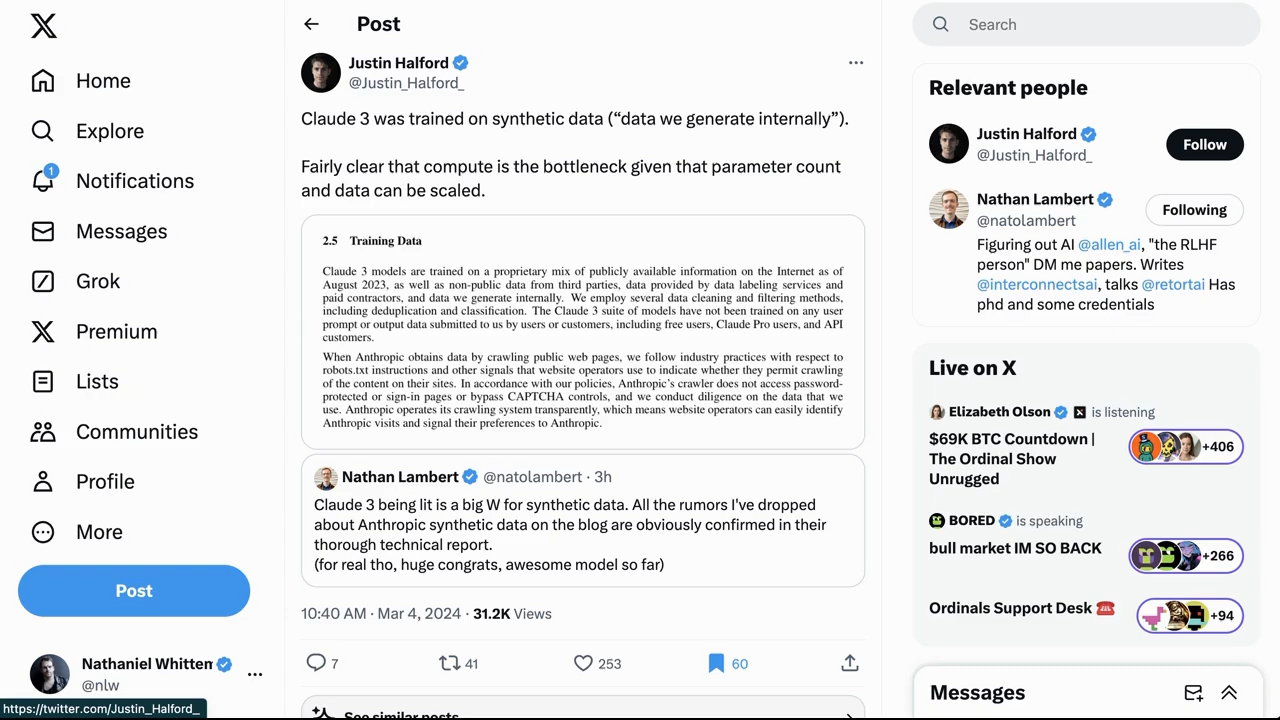 Home
Explore
1
Notifications
Messages
Grok
Premium
Lists
Communities
Profile
More
Post
Nathaniel Whittem
@nlw
https://twitter.com/Justin_Halford_
Post
Justin Halford
@Justin_Halford_
Claude 3 was trained on synthetic data (“data we generate internally”).
Fairly clear that compute is the bottleneck given that parameter count
and data can be scaled.
2.5 Training Data
Claude 3 models are trained on a proprietary mix of publicly available information on the Internet as of
August 2023, as well as non-public data from third parties, data provided by data labeling services and
paid contractors, and data we generate internally. We employ several data cleaning and filtering methods,
including deduplication and classification. The Claude 3 suite of models have not been trained on any user
prompt or output data submitted to us by users or customers, including free users, Claude Pro users, and API
customers.
When Anthropic obtains data by crawling public web pages, we follow industry practices with respect to
robots.txt instructions and other signals that website operators use to indicate whether they permit crawling
of the content on their sites. In accordance with our policies, Anthropic’s crawler does not access password-
protected or sign-in pages or bypass CAPTCHA controls, and we conduct diligence on the data that we
use. Anthropic operates its crawling system transparently, which means website operators can easily identify
Anthropic visits and signal their preferences to Anthropic.
Nathan Lambert @natolambert · 3h
Claude 3 being lit is a big W for synthetic data. All the rumors I've dropped
about Anthropic synthetic data on the blog are obviously confirmed in their
thorough technical report.
(for real tho, huge congrats, awesome model so far)
10:40 AM · Mar 4, 2024 · 31.2K Views
7 41 253 60
See similar posts
Search
Relevant people
Justin Halford
@Justin_Halford_
Follow
Nathan Lambert
@natolambert
Following
Figuring out AI @allen_ai, "the RLHF
person" DM me papers. Writes
@interconnectsai, talks @retortai Has
phd and some credentials
Live on X
Elizabeth Olson is listening
$69K BTC Countdown |
The Ordinal Show
Unrugged
+406
BORED is speaking
bull market IM SO BACK
+266
Ordinals Support Desk ☎️
+94
Messages